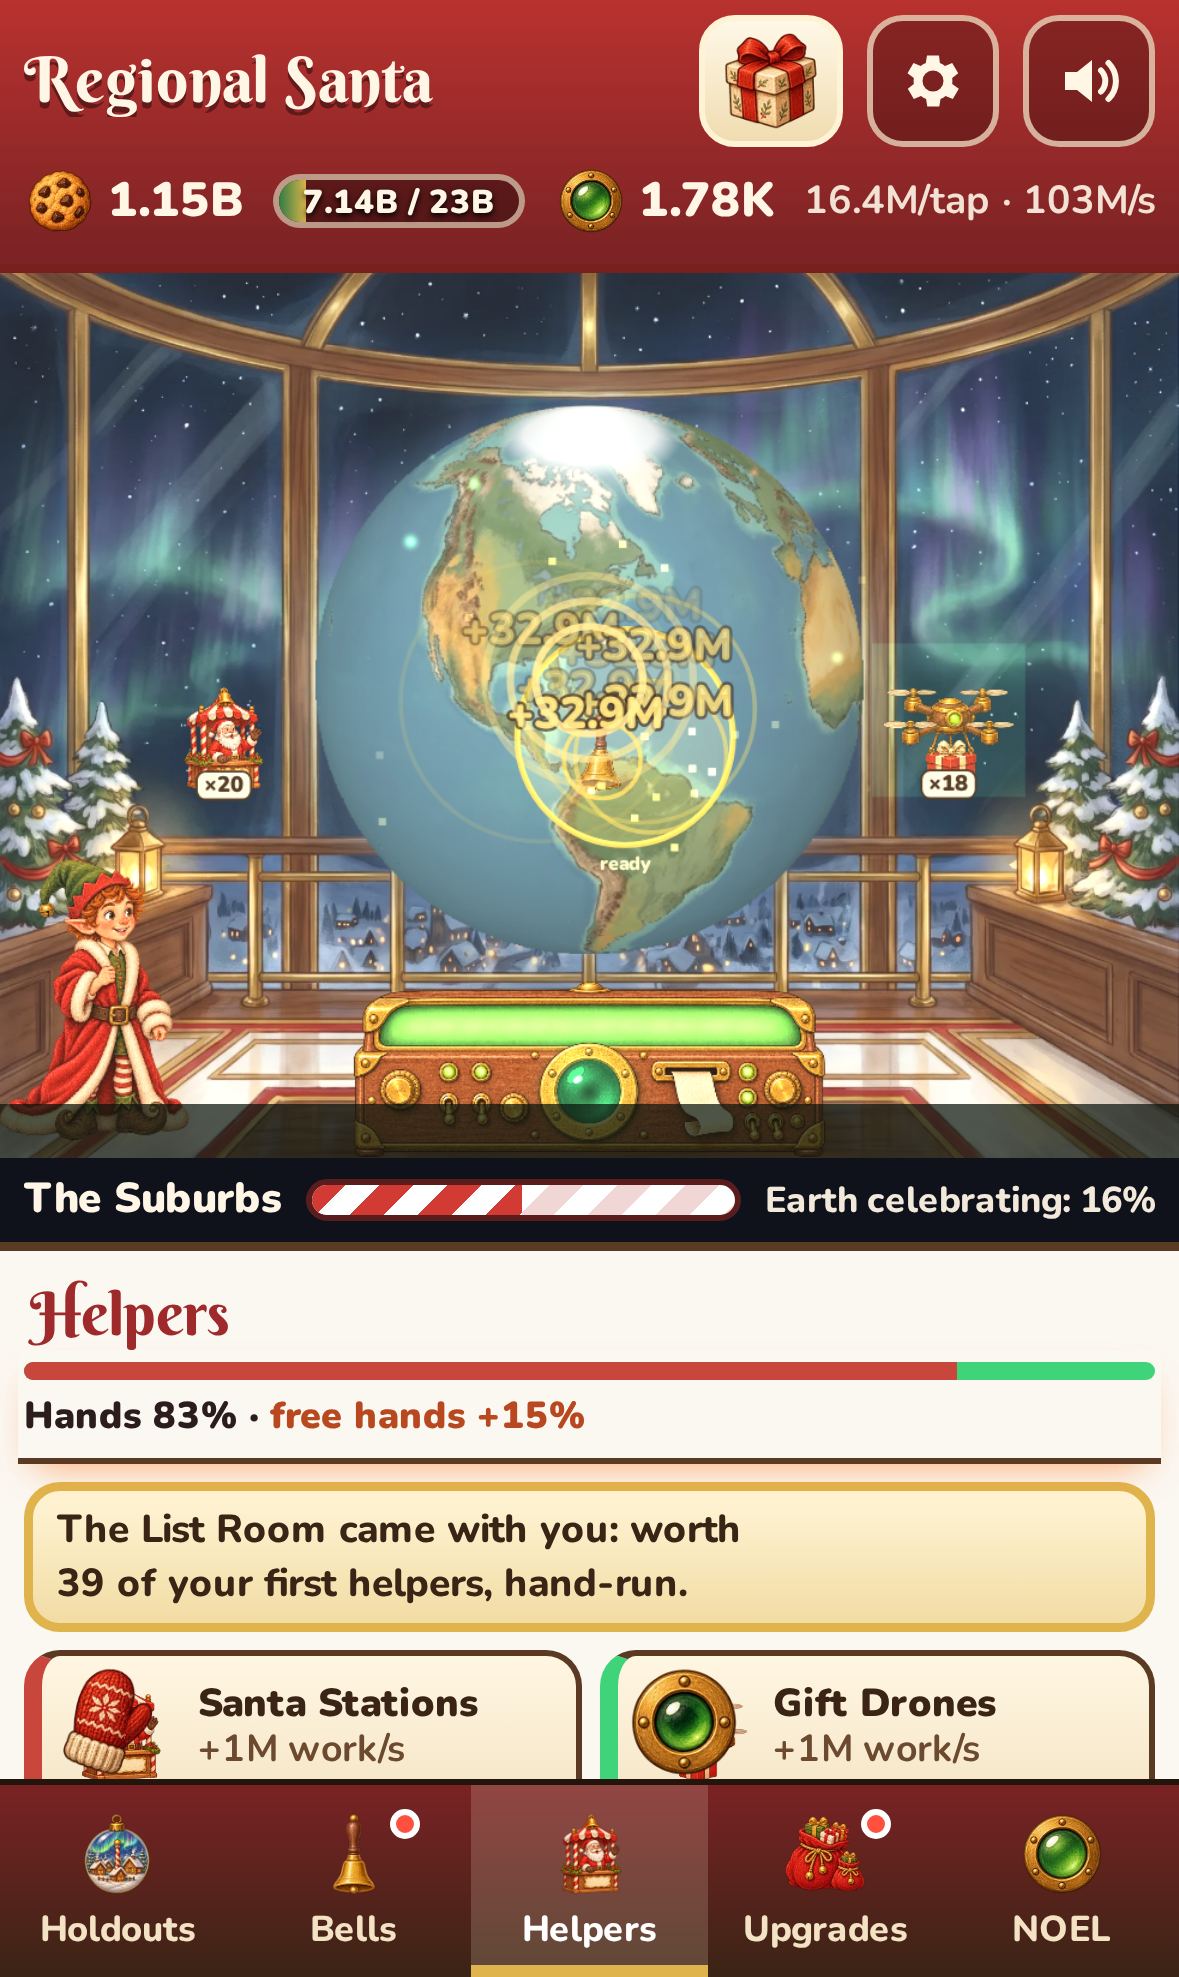 Regional Santa
1.15B
7.14B / 23B
1.78K
16.4M/tap · 103M/s
+32.9M
+32.9M
+32.9M
×20
×18
ready
The Suburbs
Earth celebrating: 16%
Helpers
Hands 83% · free hands +15%
The List Room came with you: worth
39 of your first helpers, hand-run.
Santa Stations
+1M work/s
Gift Drones
+1M work/s
Holdouts
Bells
Helpers
Upgrades
NOEL